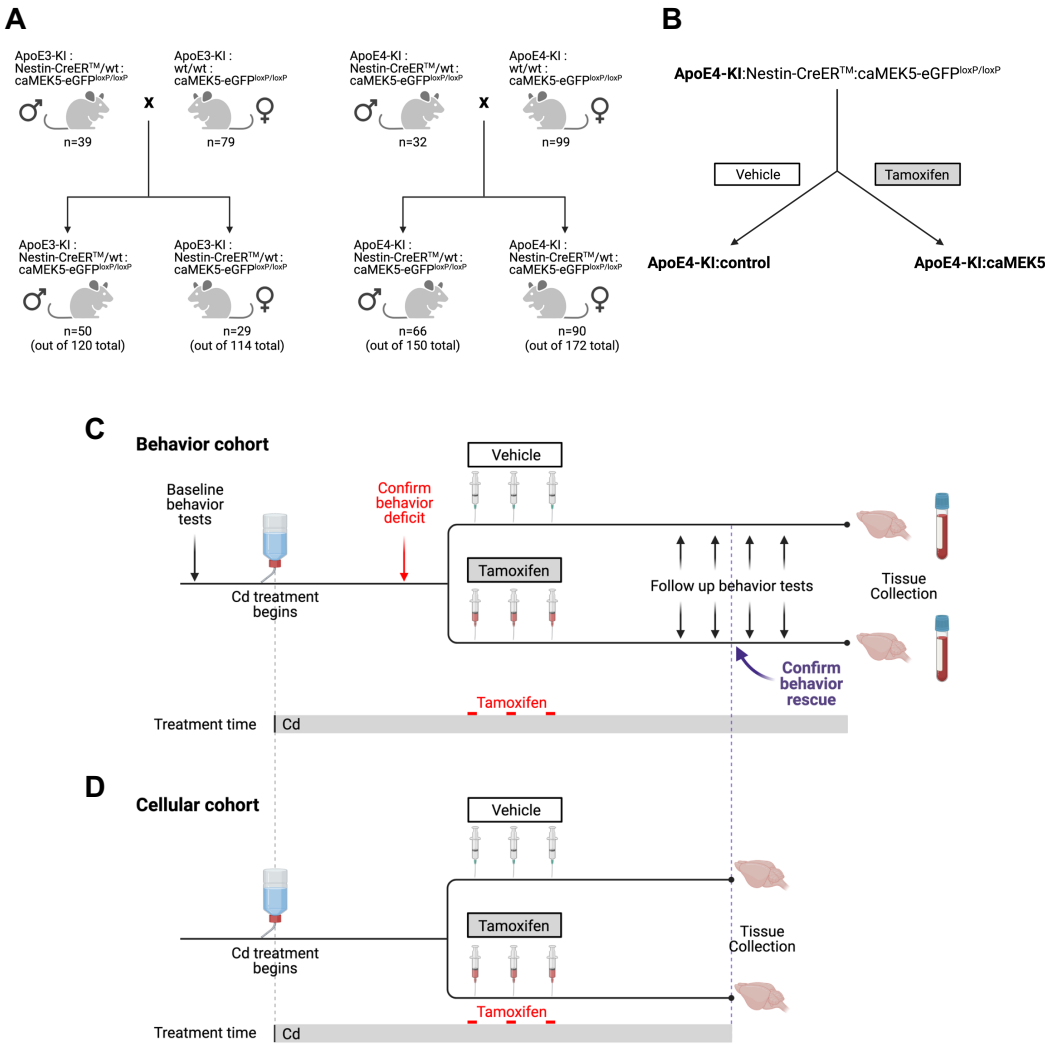 A
ApoE3-KI :
Nestin-CreER™/wt :
caMEK5-eGFPloxP/loxP
ApoE3-KI :
wt/wt :
caMEK5-eGFPloxP/loxP
♂
x
♀
n=39
n=79
ApoE4-KI :
Nestin-CreER™/wt :
caMEK5-eGFPloxP/loxP
ApoE4-KI :
wt/wt :
caMEK5-eGFPloxP/loxP
♂
x
♀
n=32
n=99
ApoE3-KI :
Nestin-CreER™/wt :
caMEK5-eGFPloxP/loxP
♂
n=50
(out of 120 total)
ApoE3-KI :
Nestin-CreER™/wt :
caMEK5-eGFPloxP/loxP
♀
n=29
(out of 114 total)
ApoE4-KI :
Nestin-CreER™/wt :
caMEK5-eGFPloxP/loxP
♂
n=66
(out of 150 total)
ApoE4-KI :
Nestin-CreER™/wt :
caMEK5-eGFPloxP/loxP
♀
n=90
(out of 172 total)
B
ApoE4-KI:Nestin-CreER™:caMEK5-eGFPloxP/loxP
Vehicle
Tamoxifen
ApoE4-KI:control
ApoE4-KI:caMEK5
C
Behavior cohort
Baseline
behavior
tests
Cd treatment
begins
Confirm
behavior
deficit
Vehicle
Tamoxifen
Follow up behavior tests
Tissue
Collection
Confirm
behavior
rescue
Tamoxifen
Treatment time
Cd
D
Cellular cohort
Vehicle
Cd treatment
begins
Tamoxifen
Tissue
Collection
Tamoxifen
Treatment time
Cd